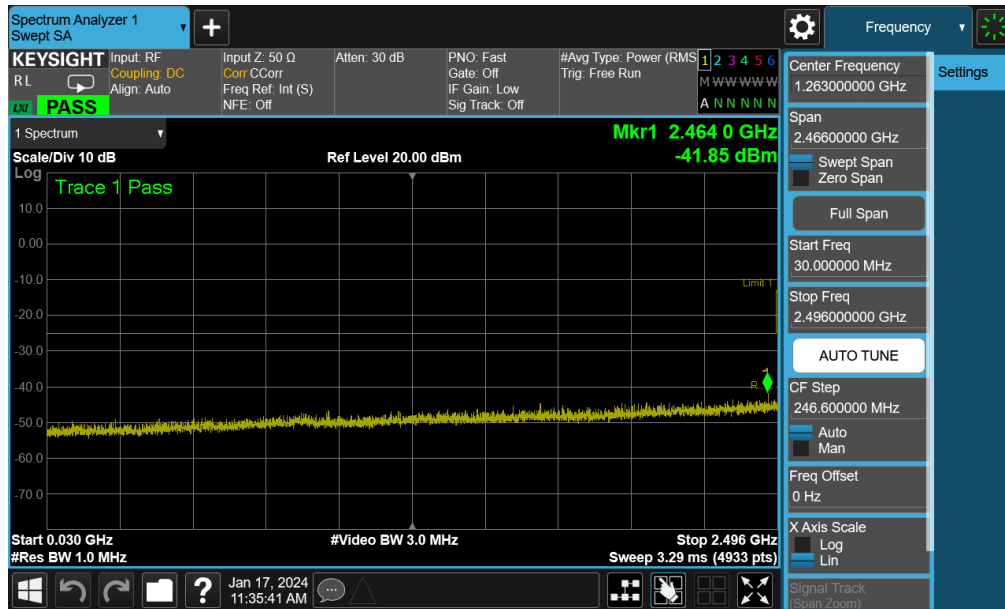 Spectrum Analyzer 1
Swept SA
+
Frequency
KEYSIGHT
R L
LXI
PASS
Input: RF
Coupling: DC
Align: Auto
Input Z: 50 Ω
Corr CCorr
Freq Ref: Int (S)
NFE: Off
Atten: 30 dB
PNO: Fast
Gate: Off
IF Gain: Low
Sig Track: Off
#Avg Type: Power (RMS
Trig: Free Run
1 2 3 4 5 6
M W W W W W
A N N N N N
1 Spectrum
Scale/Div 10 dB
Ref Level 20.00 dBm
Mkr1 2.464 0 GHz
-41.85 dBm
Log
Trace 1 Pass
10.0
0.00
-10.0
-20.0
-30.0
-40.0
-50.0
-60.0
-70.0
Limit 1
1
R
Start 0.030 GHz
#Res BW 1.0 MHz
#Video BW 3.0 MHz
Stop 2.496 GHz
Sweep 3.29 ms (4933 pts)
Center Frequency
1.263000000 GHz
Span
2.46600000 GHz
Swept Span
Zero Span
Full Span
Start Freq
30.000000 MHz
Stop Freq
2.496000000 GHz
AUTO TUNE
CF Step
246.600000 MHz
Auto
Man
Freq Offset
0 Hz
X Axis Scale
Log
Lin
Signal Track
(Span Zoom)
Settings
?
Jan 17, 2024
11:35:41 AM